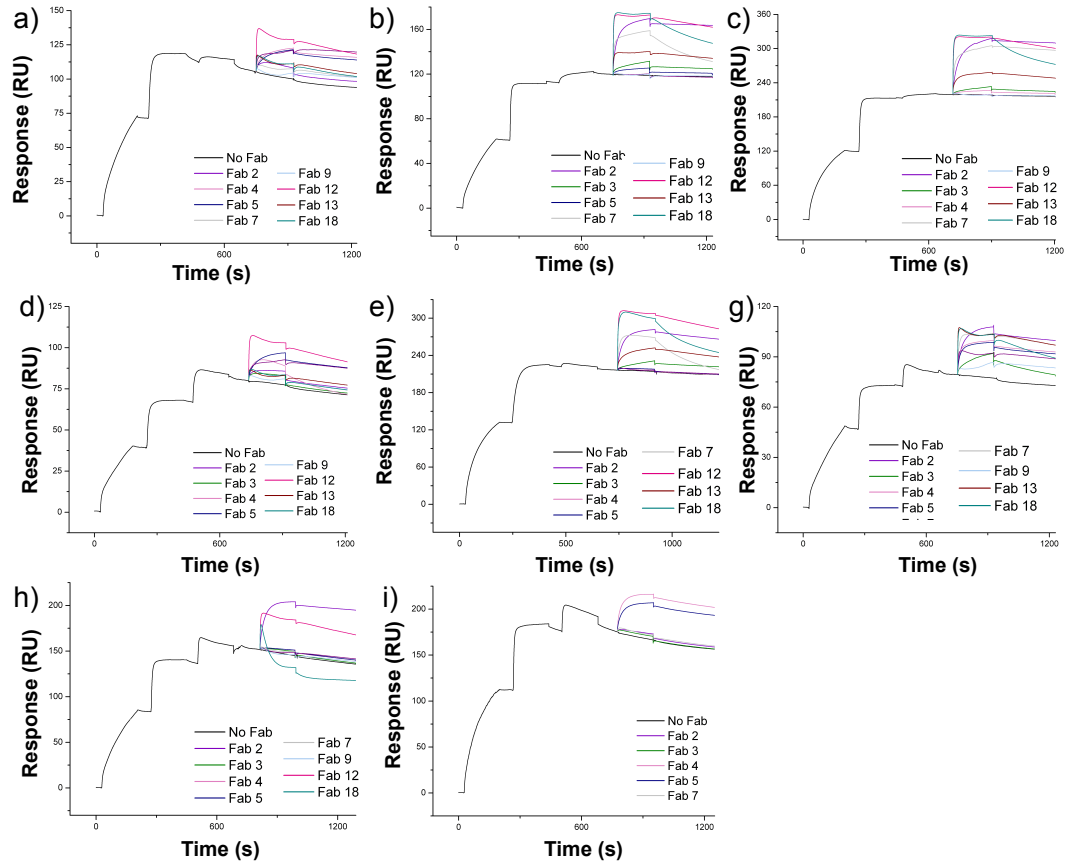 a)
Response (RU)
150
125
100
75
50
25
0
0
600
1200
Time (s)
No Fab
Fab 2
Fab 4
Fab 5
Fab 7
Fab 9
Fab 12
Fab 13
Fab 18
b)
Response (RU)
160
120
80
40
0
0
600
1200
Time (s)
No Fab
Fab 2
Fab 3
Fab 5
Fab 7
Fab 9
Fab 12
Fab 13
Fab 18
c)
Response (RU)
360
300
240
180
120
60
0
0
600
1200
Time (s)
No Fab
Fab 2
Fab 3
Fab 4
Fab 7
Fab 9
Fab 12
Fab 13
Fab 18
d)
Response (RU)
125
100
75
50
25
0
0
600
1200
Time (s)
No Fab
Fab 2
Fab 3
Fab 4
Fab 5
Fab 9
Fab 12
Fab 13
Fab 18
e)
Response (RU)
300
240
180
120
60
0
0
500
1000
Time (s)
No Fab
Fab 2
Fab 3
Fab 4
Fab 5
Fab 7
Fab 12
Fab 13
Fab 18
g)
Response (RU)
120
90
60
30
0
0
600
1200
Time (s)
No Fab
Fab 2
Fab 3
Fab 4
Fab 5
Fab 7
Fab 9
Fab 13
Fab 18
h)
Response (RU)
200
150
100
50
0
0
400
800
1200
Time (s)
No Fab
Fab 2
Fab 3
Fab 4
Fab 5
Fab 7
Fab 9
Fab 12
Fab 18
i)
Response (RU)
200
150
100
50
0
0
400
800
1200
Time (s)
No Fab
Fab 2
Fab 3
Fab 4
Fab 5
Fab 7